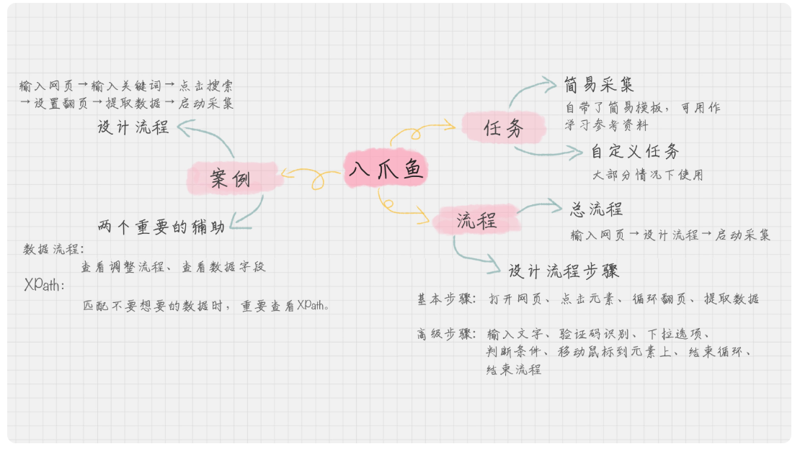 八爪鱼
任务
简易采集
自带了简易模板，可用作
学习参考资料
自定义任务
大部分情况下使用
流程
总流程
输入网页→设计流程→启动采集
设计流程步骤
基本步骤：打开网页、点击元素、循环翻页、提取数据
高级步骤：输入文字、验证码识别、下拉选项、
判断条件、移动鼠标到元素上、结束循环、
结束流程
案例
输入网页→输入关键词→点击搜索
→设置翻页→提取数据→启动采集
设计流程
两个重要的辅助
数据流程：
查看调整流程、查看数据字段
XPath：
匹配不要想要的数据时，重要查看XPath。